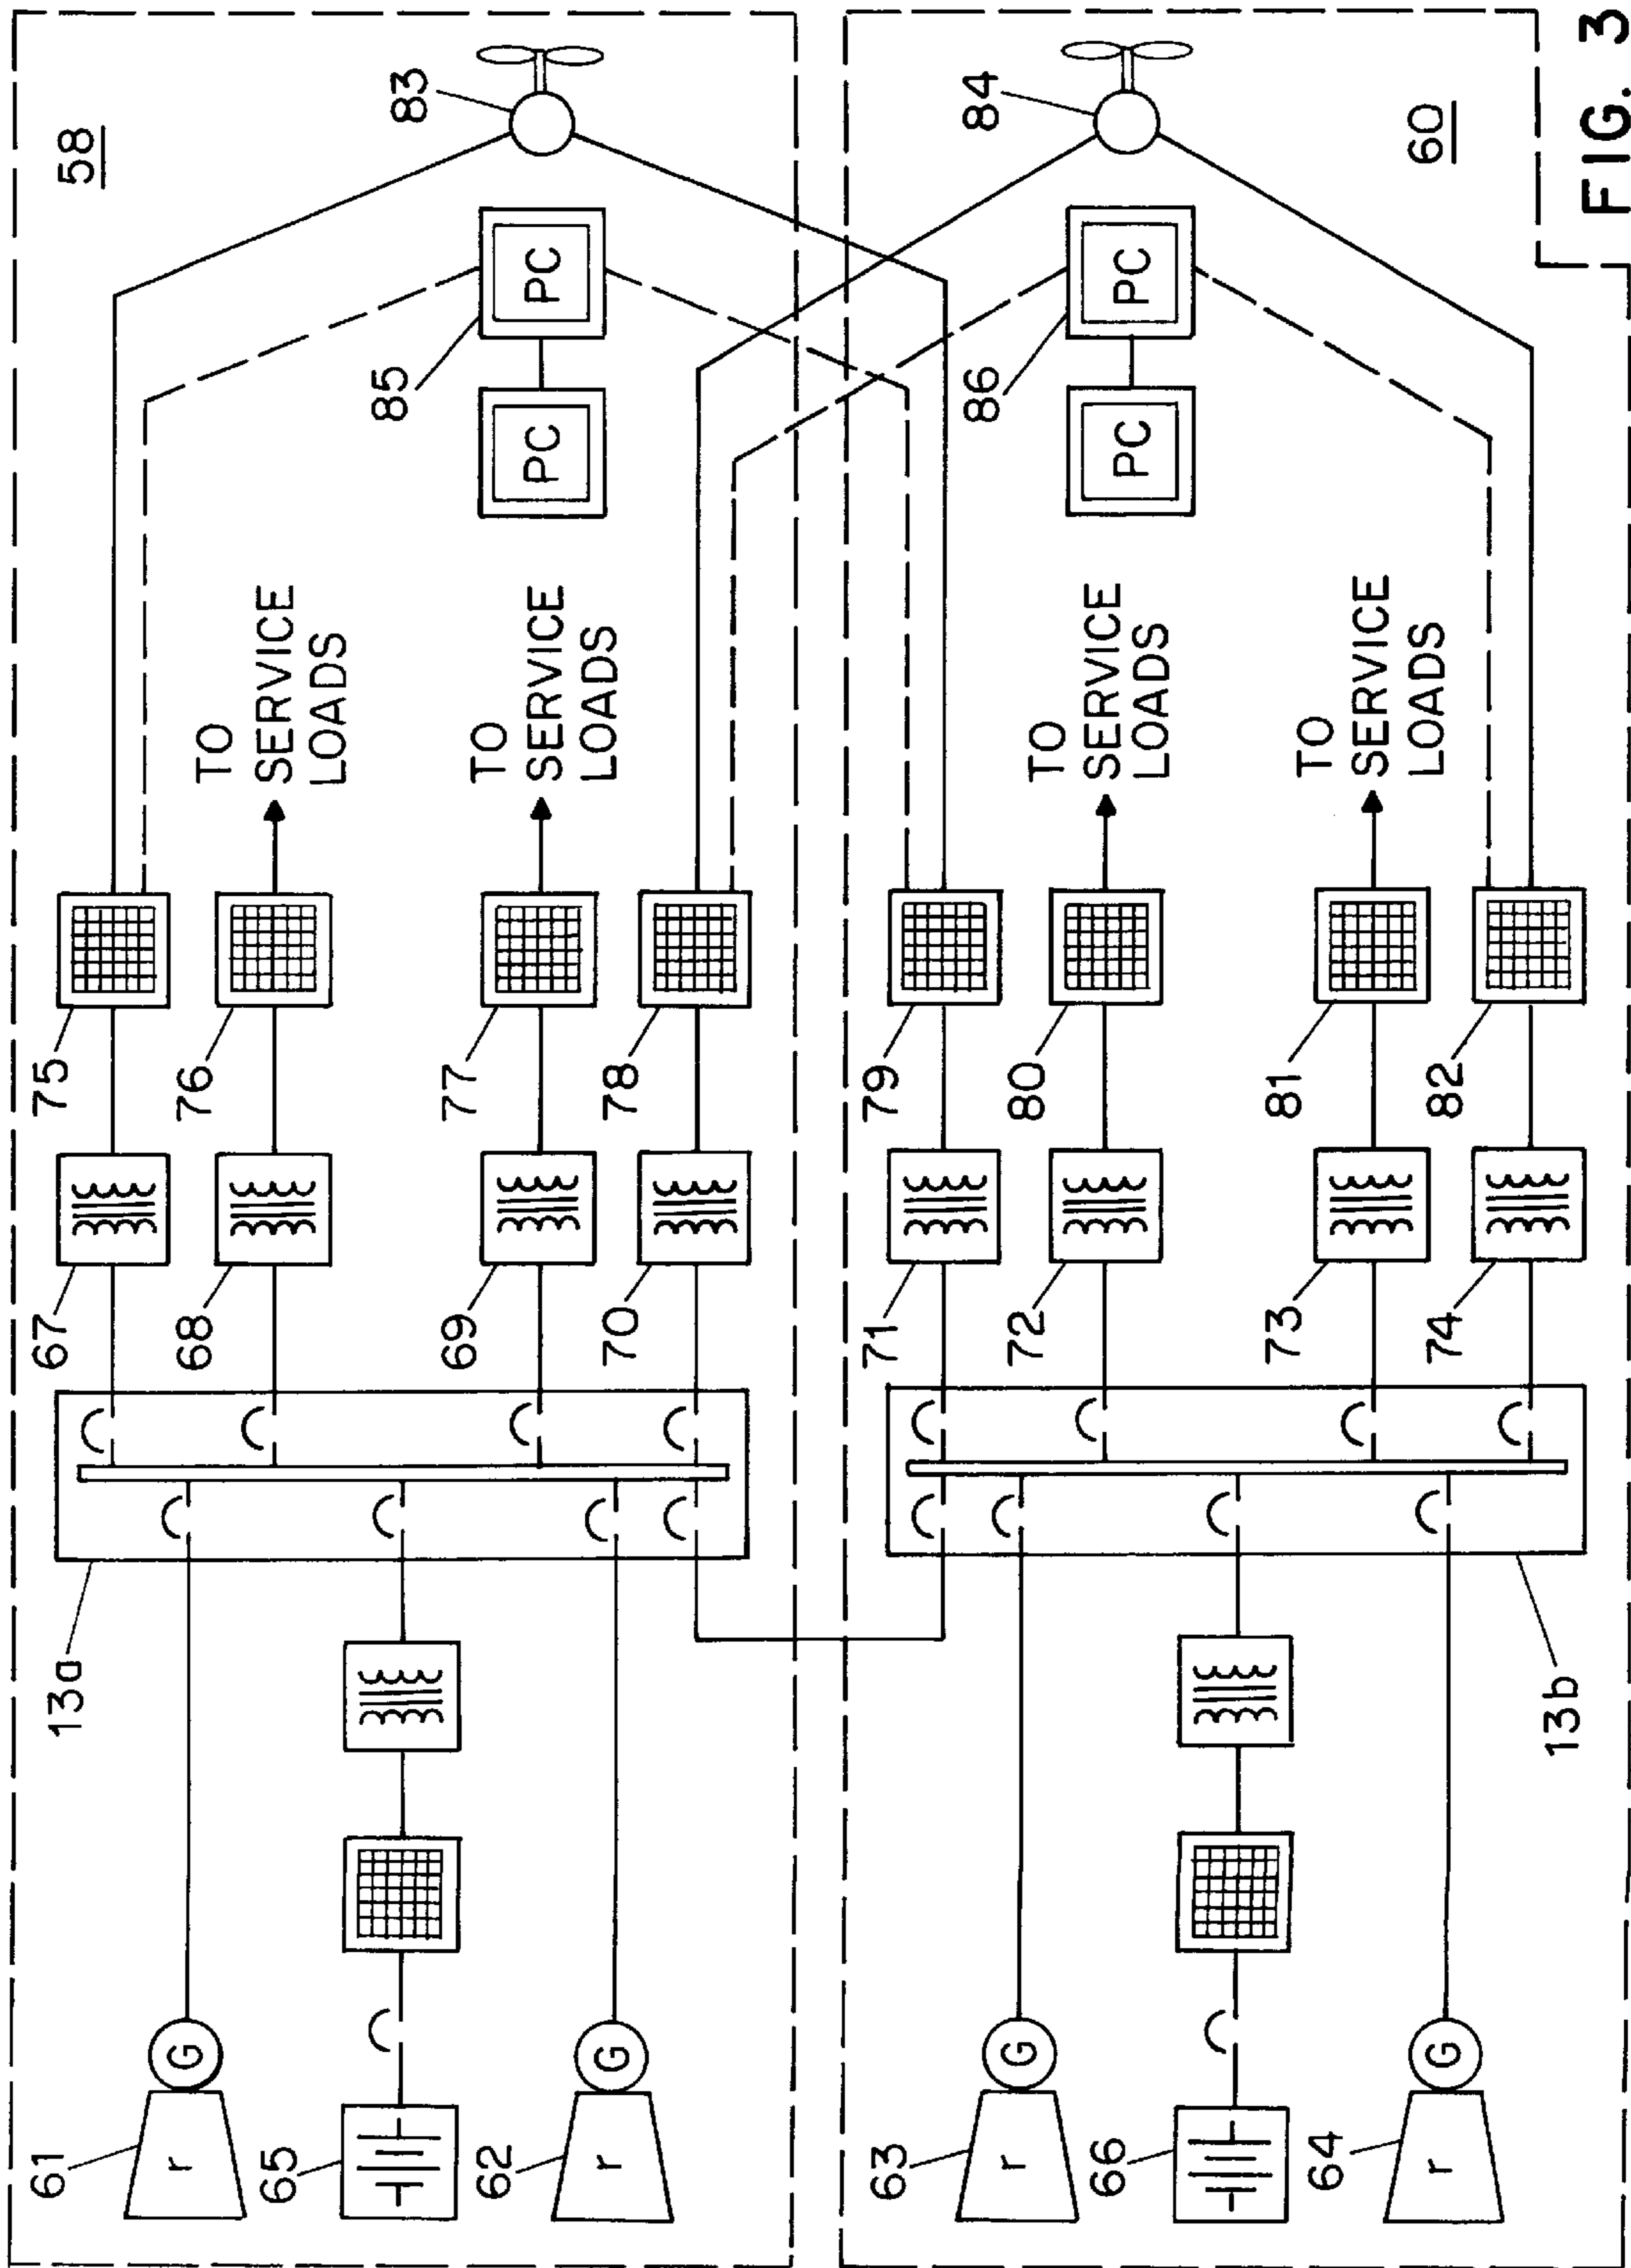 58
61
65
62
13a
67
68
69
70
75
76
77
78
TO
SERVICE
LOADS
TO
SERVICE
LOADS
83
85
PC
PC
G
G
r
r
60
63
66
64
13b
71
72
73
74
79
80
81
82
TO
SERVICE
LOADS
TO
SERVICE
LOADS
84
86
PC
PC
G
G
r
r
FIG. 3